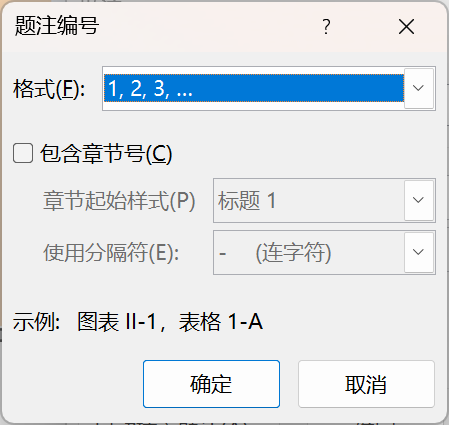 题注编号 ?
格式(F): 1, 2, 3, ...
包含章节号(C)
章节起始样式(P) 标题 1
使用分隔符(E): - (连字符)
示例: 图表 II-1，表格 1-A
确定 取消